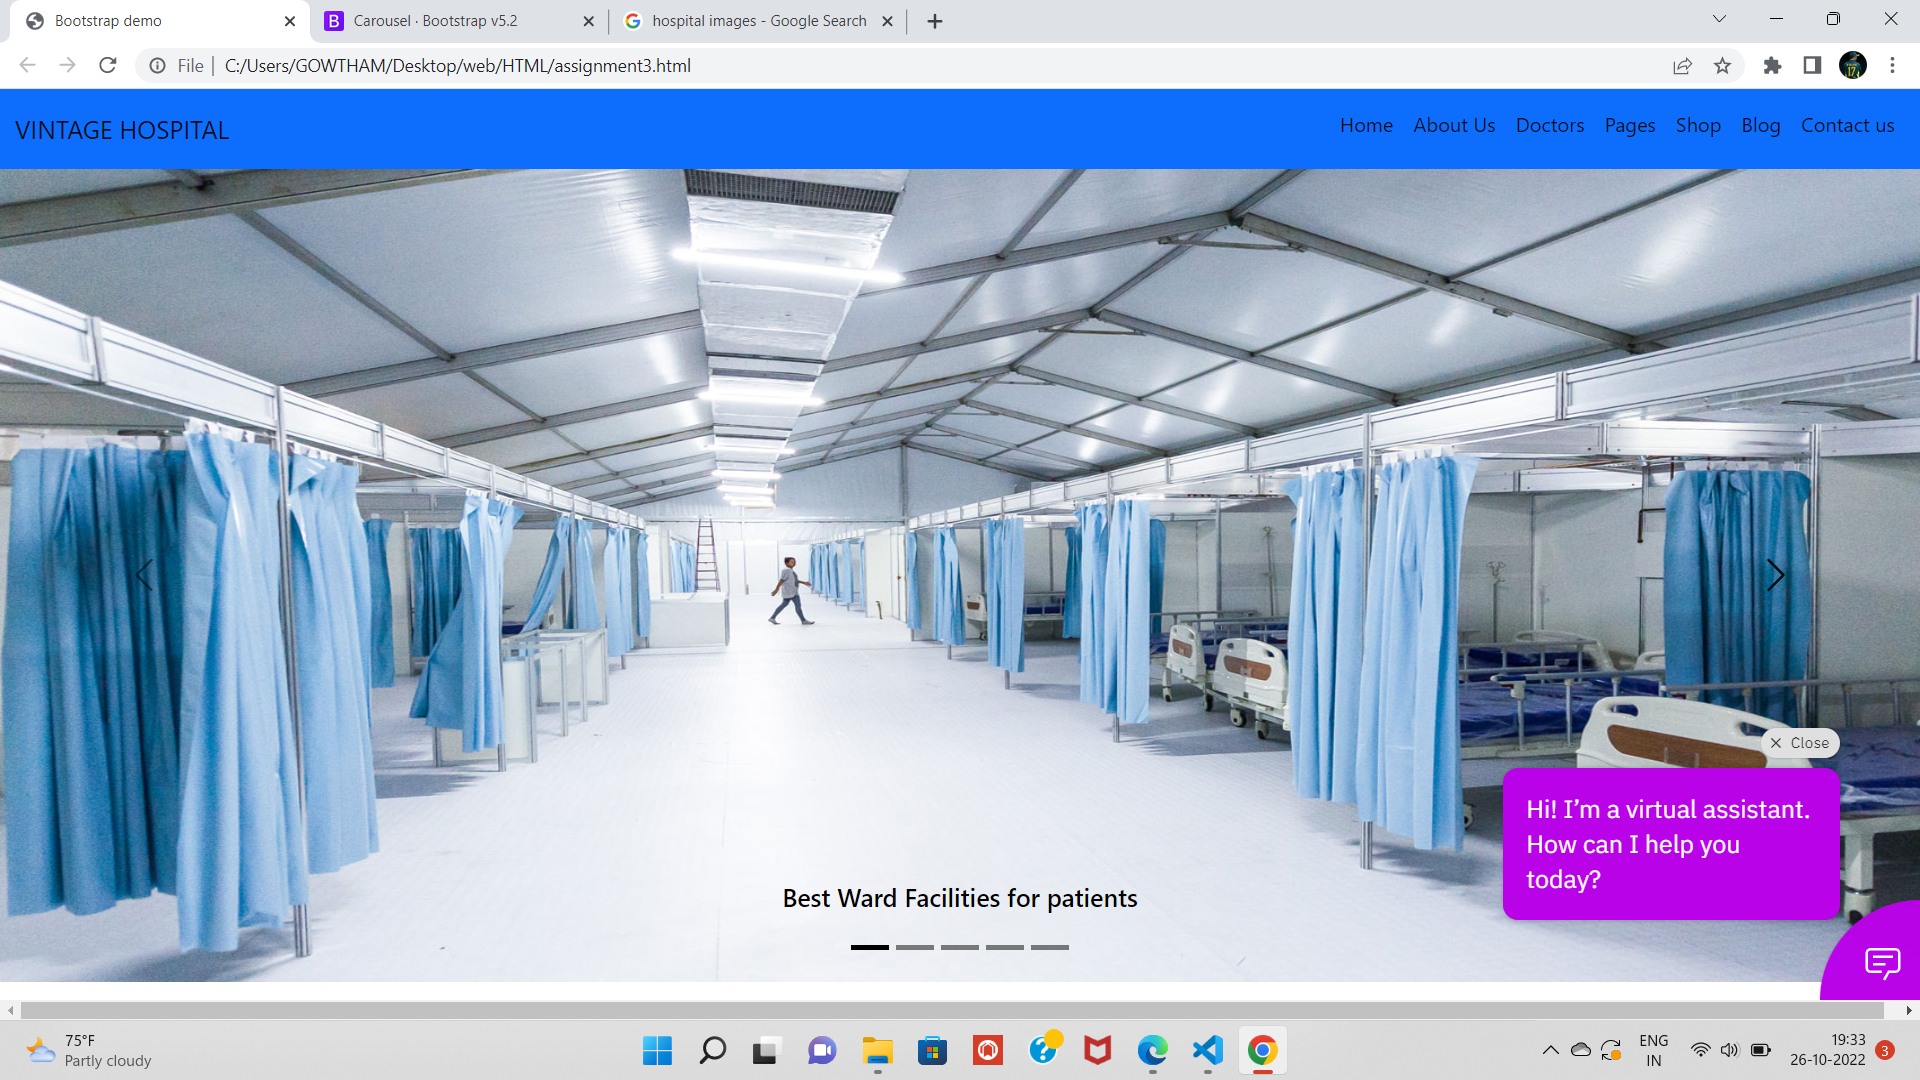 Bootstrap demo
Carousel · Bootstrap v5.2
hospital images - Google Search
File
C:/Users/GOWTHAM/Desktop/web/HTML/assignment3.html
VINTAGE HOSPITAL
Home About Us Doctors Pages Shop Blog Contact us
Close
Hi! I’m a virtual assistant.
How can I help you
today?
Best Ward Facilities for patients
75°F
Partly cloudy
ENG
IN
19:33
26-10-2022
3